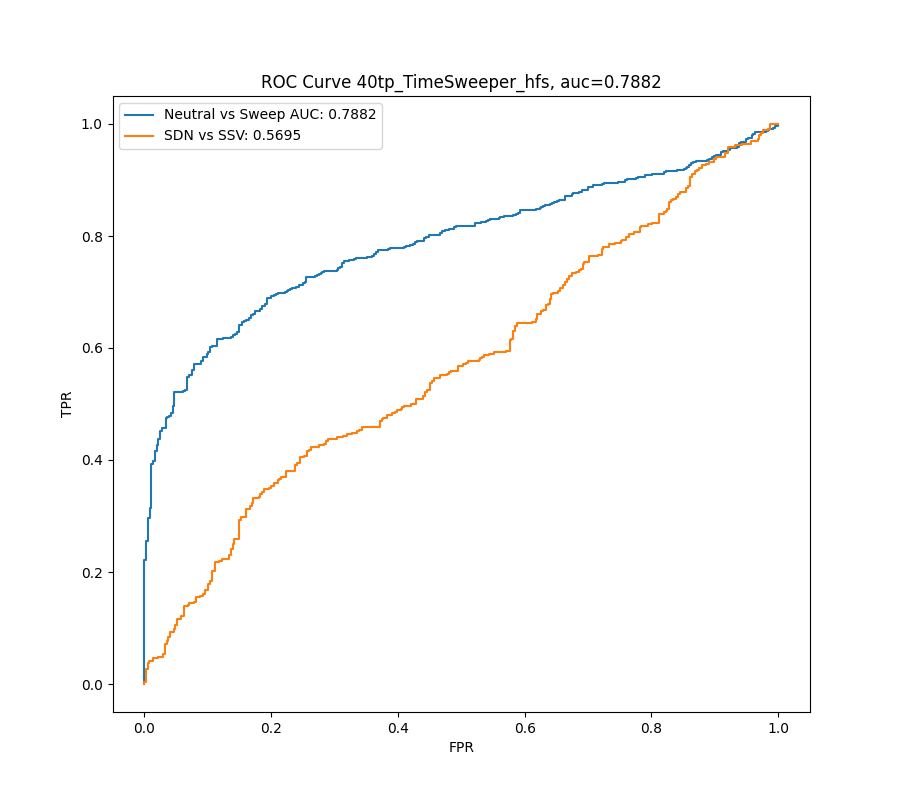 ROC Curve 40tp_TimeSweeper_hfs, auc=0.7882
Neutral vs Sweep AUC: 0.7882
SDN vs SSV: 0.5695
1.0
0.8
0.6
0.4
0.2
0.0
TPR
0.0 0.2 0.4 0.6 0.8 1.0
FPR